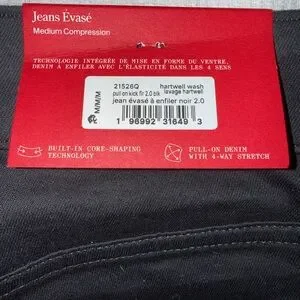 Jeans Évasé
Medium Compression
TECHNOLOGIE INTÉGRÉE DE MISE EN FORME DU VENTRE,
DENIM A ENFILER AVEC L'ÉLASTICITÉ DANS LES 4 SENS
21526Q
hartwell wash
pull on kick flr 2.0 blk
lavage hartwell
jean évasé à enfiler noir 2.0
M/M/M
1 96992 31649 3
BUILT-IN CORE-SHAPING
TECHNOLOGY
PULL-ON DENIM
WITH 4-WAY STRETCH